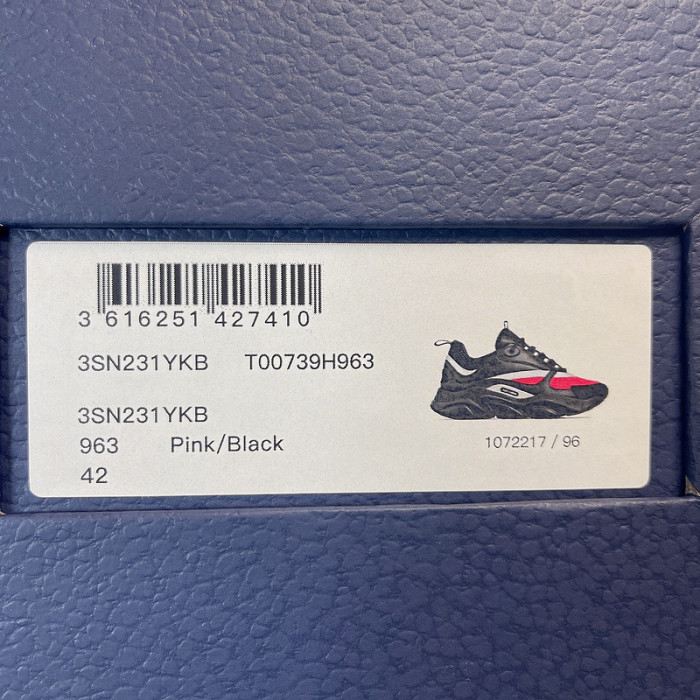 3 616251 427410
3SN231YKB T00739H963
3SN231YKB
963 Pink/Black
42
1072217 / 96